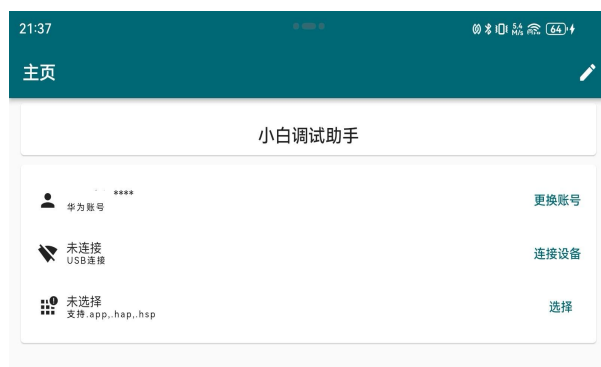 21:37
5.4 M/s
64
主页
小白调试助手
****
华为账号
更换账号
未连接
USB连接
连接设备
未选择
支持.app,.hap,.hsp
选择